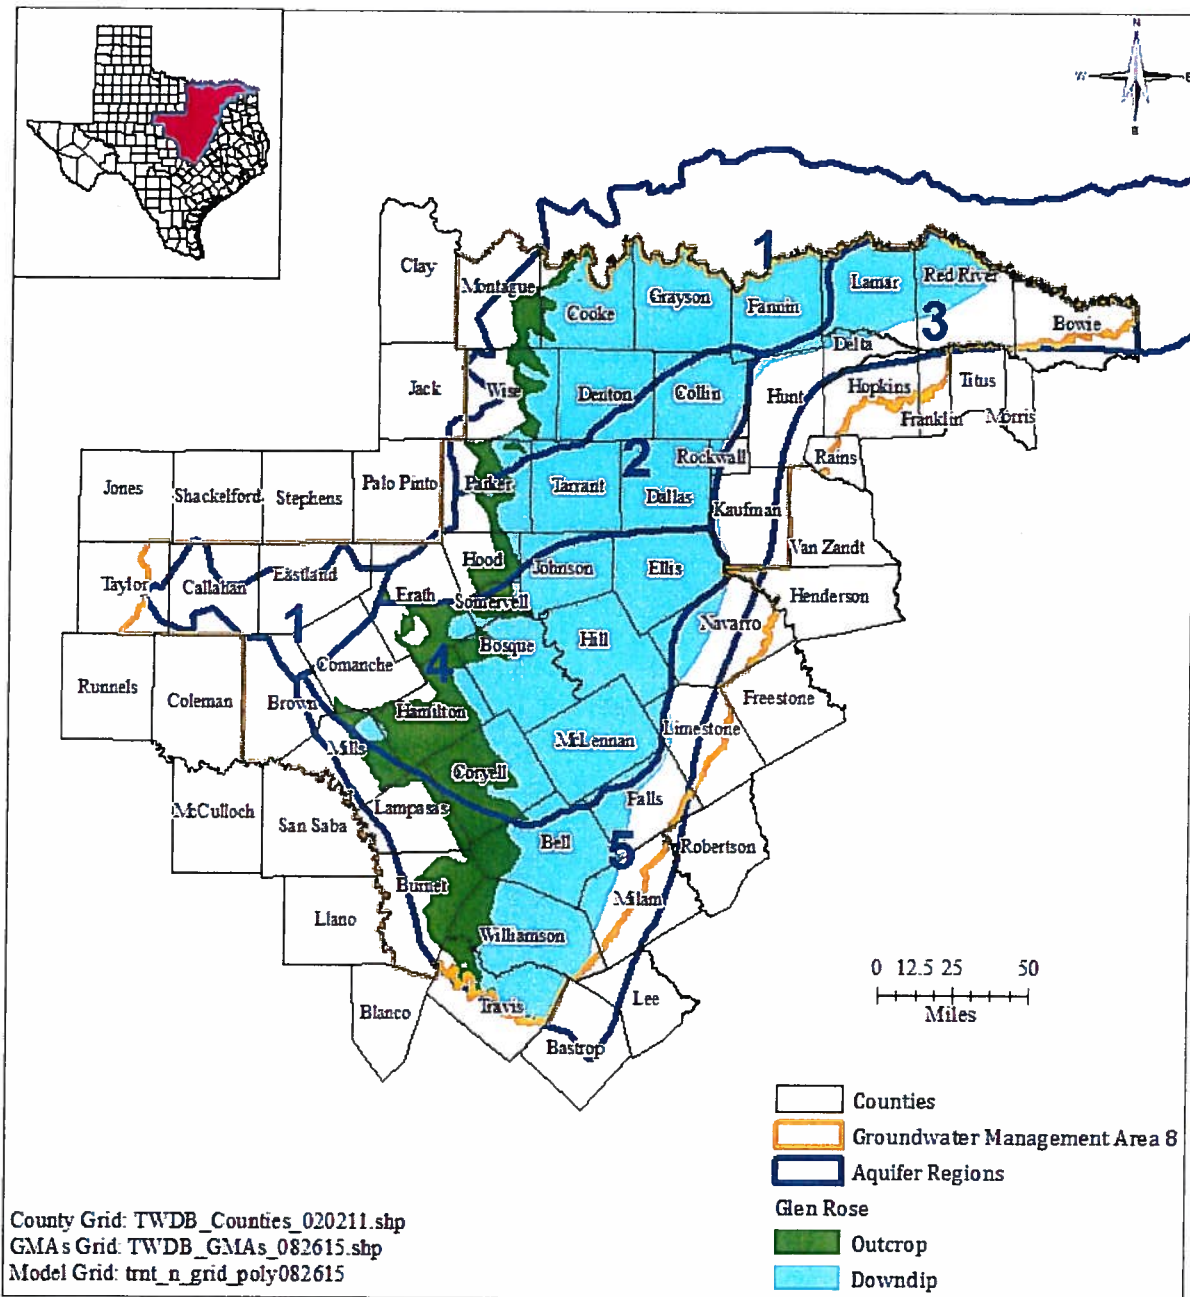 N
W
E
S
1
Clay
Montague
Cooke
Grayson
Fannin
Lamar
Red River
3
Bowie
Delta
Jack
Wise
Denton
Collin
Hunt
Hopkins
Titus
Franklin
Morris
2
Rockwall
Rains
Jones
Shackelford
Stephens
Palo Pinto
Parker
Tarrant
Dallas
Kaufman
Van Zandt
Taylor
Callahan
Eastland
Hood
Erath
Somervell
Johnson
Ellis
Henderson
1
Comanche
4
Bosque
Hill
Navarro
Runnels
Coleman
Brown
Hamilton
Freestone
Mills
McLennan
Limestone
Coryell
McCulloch
San Saba
Lampasas
Falls
Bell
5
Robertson
Burnet
Milam
Llano
Williamson
Blanco
Travis
Lee
Bastrop
0 12.5 25 50
Miles
Counties
Groundwater Management Area 8
Aquifer Regions
Glen Rose
Outcrop
Downdip
County Grid: TWDB_Counties_020211.shp
GMAs Grid: TWDB_GMAs_082615.shp
Model Grid: trnt_n_grid_poly082615